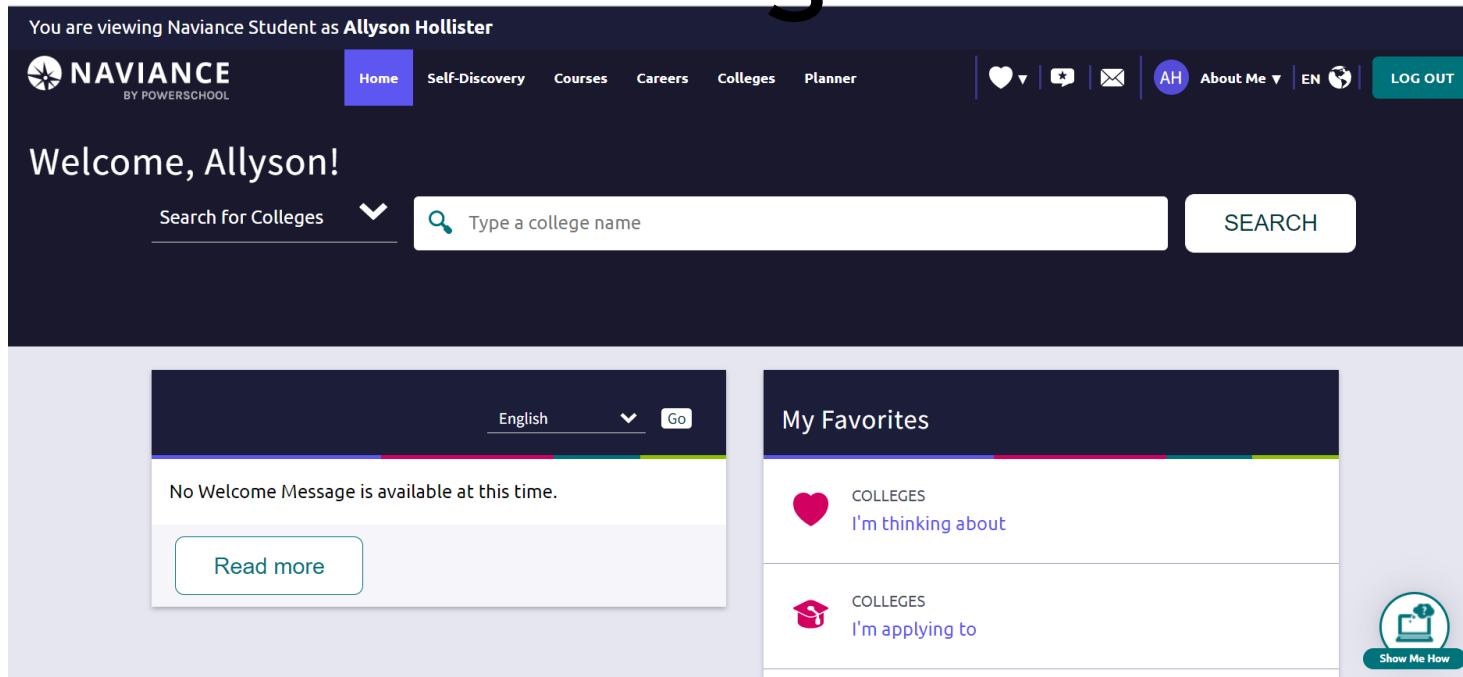 You are viewing Naviance Student as Allyson Hollister
NAVIANCE
BY POWERSCHOOL
Home Self-Discovery Courses Careers Colleges Planner AH About Me EN LOG OUT
Welcome, Allyson!
Search for Colleges Type a college name SEARCH
English Go
No Welcome Message is available at this time.
Read more
My Favorites
COLLEGES
I'm thinking about
COLLEGES
I'm applying to
Show Me How